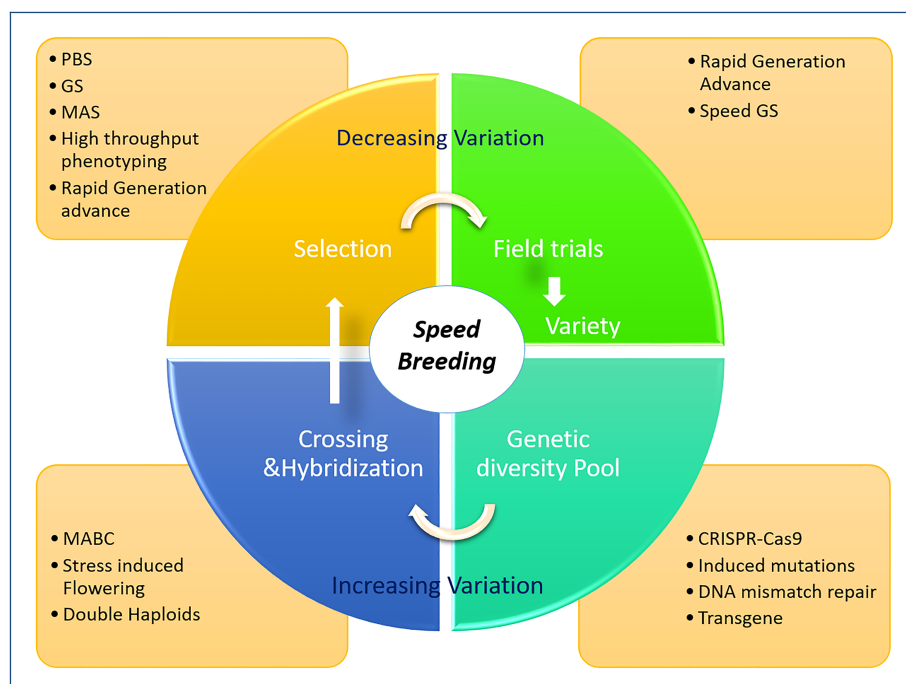 • PBS
• GS
• MAS
• High throughput
phenotyping
• Rapid Generation
advance
• Rapid Generation
Advance
• Speed GS
Decreasing Variation
Selection
Field trials
Variety
Speed
Breeding
Crossing
&Hybridization
Genetic
diversity Pool
Increasing Variation
• MABC
• Stress induced
Flowering
• Double Haploids
• CRISPR-Cas9
• Induced mutations
• DNA mismatch repair
• Transgene